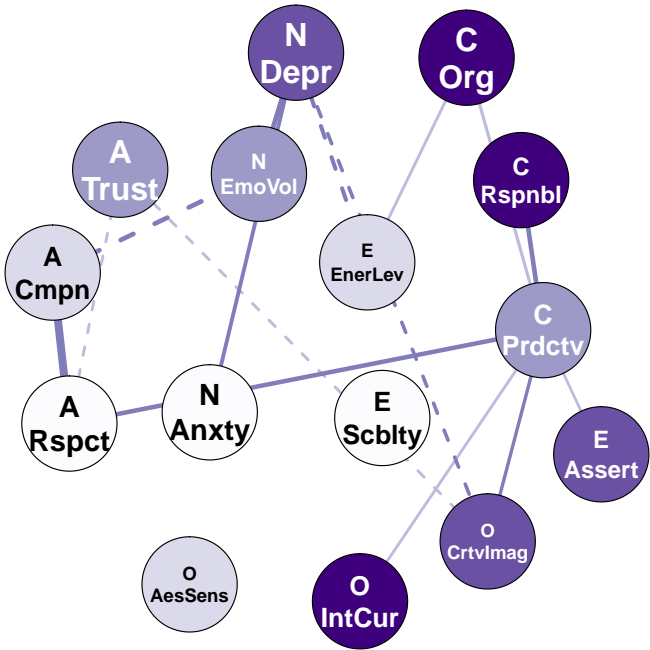 N
Depr
C
Org
A
Trust
N
EmoVol
C
Rspnbl
A
Cmpn
E
EnerLev
C
Prdctv
A
Rspct
N
Anxty
E
Scblty
E
Assert
O
CrtvImag
O
AesSens
O
IntCur